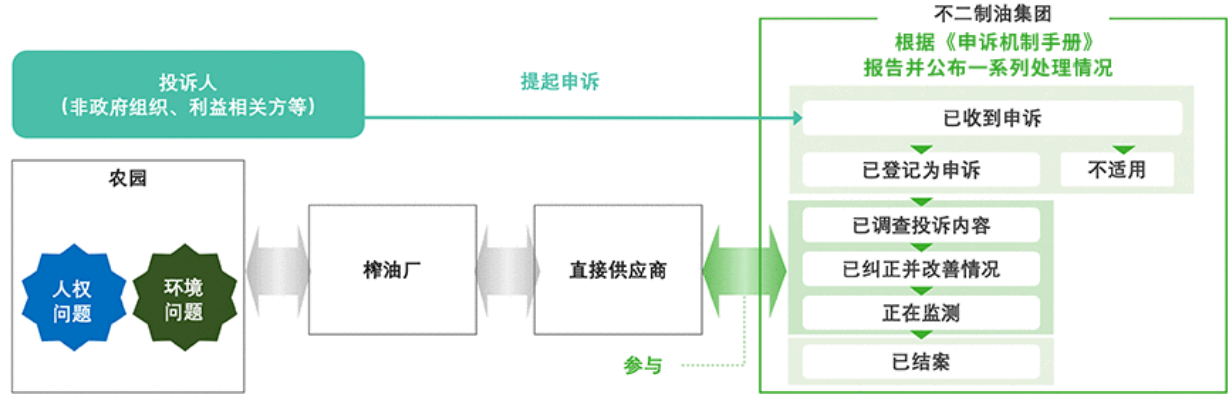 不二制油集团
根据《申诉机制手册》
报告并公布一系列处理情况
投诉人
（非政府组织、利益相关方等）
提起申诉
已收到申诉
已登记为申诉
不适用
农园
人权
问题
环境
问题
榨油厂
直接供应商
已调查投诉内容
已纠正并改善情况
正在监测
已结案
参与